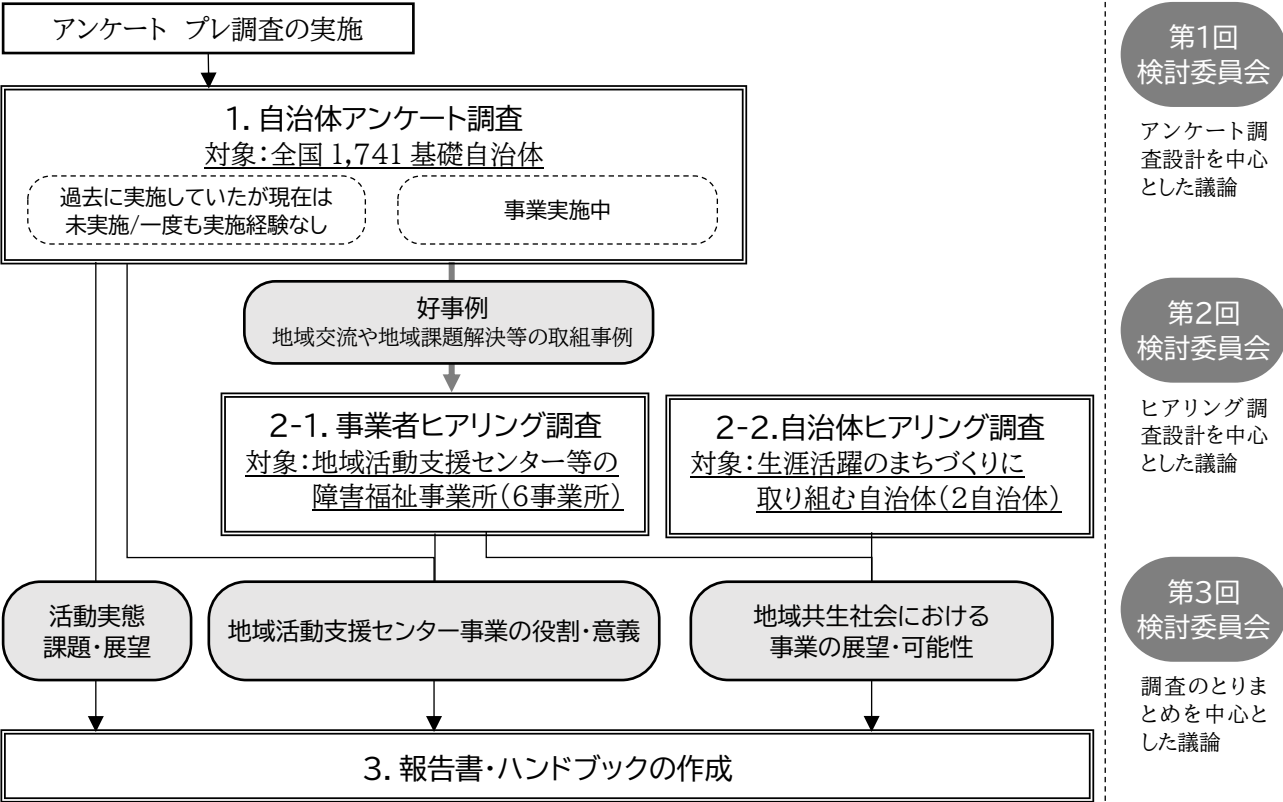 アンケート プレ調査の実施
1. 自治体アンケート調査
対象:全国 1,741 基礎自治体
過去に実施していたが現在は
未実施/一度も実施経験なし
事業実施中
好事例
地域交流や地域課題解決等の取組事例
2-1. 事業者ヒアリング調査
対象:地域活動支援センター等の
障害福祉事業所(6事業所)
2-2.自治体ヒアリング調査
対象:生涯活躍のまちづくりに
取り組む自治体(2自治体)
活動実態
課題・展望
地域活動支援センター事業の役割・意義
地域共生社会における
事業の展望・可能性
3. 報告書・ハンドブックの作成
第1回
検討委員会
アンケート調
査設計を中心
とした議論
第2回
検討委員会
ヒアリング調
査設計を中心
とした議論
第3回
検討委員会
調査のとりま
とめを中心と
した議論